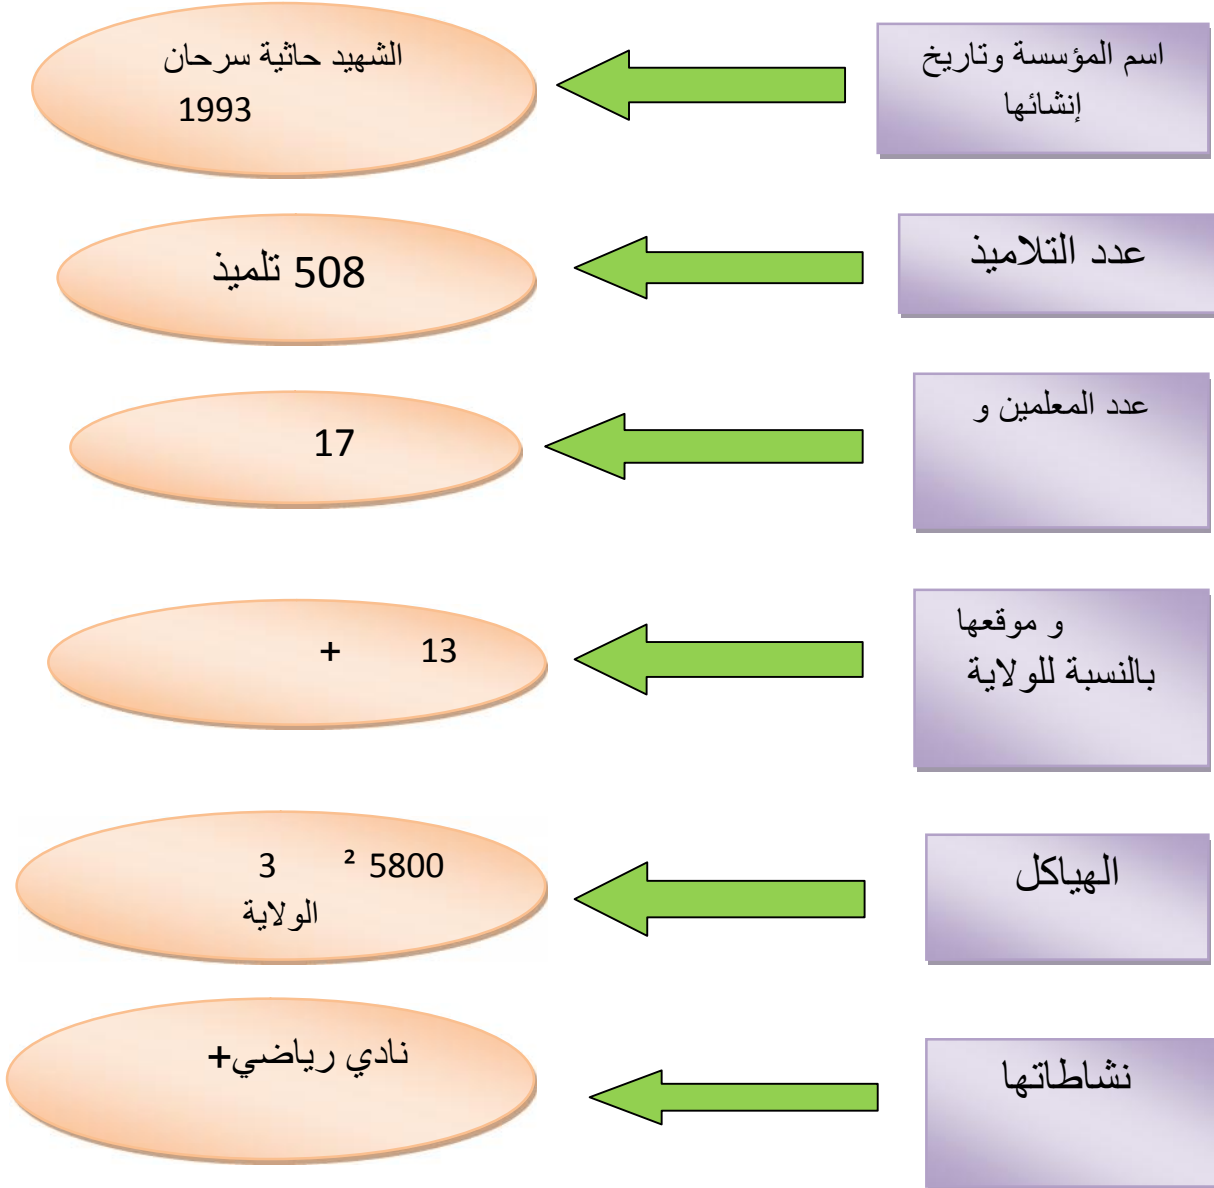 اسم المؤسسة وتاريخ
إنشائها
الشهيد حاثية سرحان
1993
عدد التلاميذ
508 تلميذ
عدد المعلمين و
17
و موقعها
بالنسبة للولاية
13 +
الهياكل
5800 ² 3
الولاية
نشاطاتها
نادي رياضي+